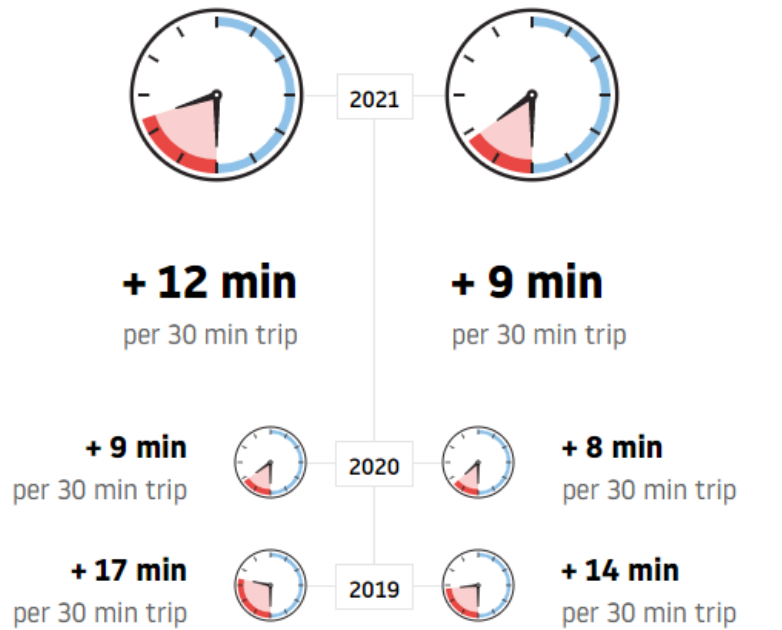 2021
+ 12 min
per 30 min trip
+ 9 min
per 30 min trip
2020
+ 9 min
per 30 min trip
+ 8 min
per 30 min trip
2019
+ 17 min
per 30 min trip
+ 14 min
per 30 min trip